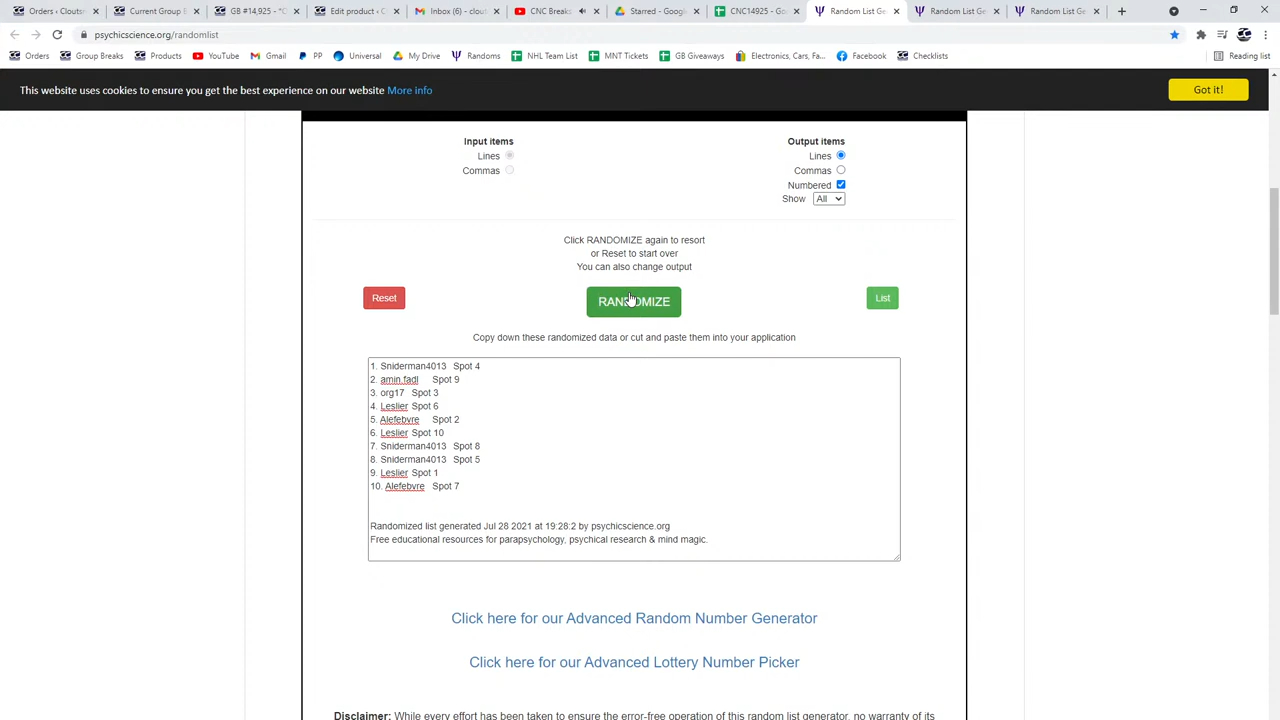 Orders ‹ Clouts
Current Group E
GB #14,925 - "C
Edit product ‹ C
Inbox (6) - clou
CNC Breaks
Starred - Googl
CNC14925 - Go
Random List Ge
Random List Ge
Random List Ge
psychicscience.org/randomlist
Orders
Group Breaks
Products
YouTube
Gmail
PP
Universal
My Drive
Randoms
NHL Team List
MNT Tickets
GB Giveaways
Electronics, Cars, Fa...
Facebook
Checklists
Reading list
This website uses cookies to ensure you get the best experience on our website More info
Got it!
Input items
Output items
Lines
Lines
Commas
Commas
Numbered
Show All
Click RANDOMIZE again to resort
or Reset to start over
You can also change output
Reset
RANDOMIZE
List
Copy down these randomized data or cut and paste them into your application
1. Sniderman4013 Spot 4
2. amin.fadl Spot 9
3. org17 Spot 3
4. Leslier Spot 6
5. Alefebvre Spot 2
6. Leslier Spot 10
7. Sniderman4013 Spot 8
8. Sniderman4013 Spot 5
9. Leslier Spot 1
10. Alefebvre Spot 7
Randomized list generated Jul 28 2021 at 19:28:2 by psychicscience.org
Free educational resources for parapsychology, psychical research & mind magic.
Click here for our Advanced Random Number Generator
Click here for our Advanced Lottery Number Picker
Disclaimer: While every effort has been taken to ensure the error-free operation of this random list generator, no warranty of its